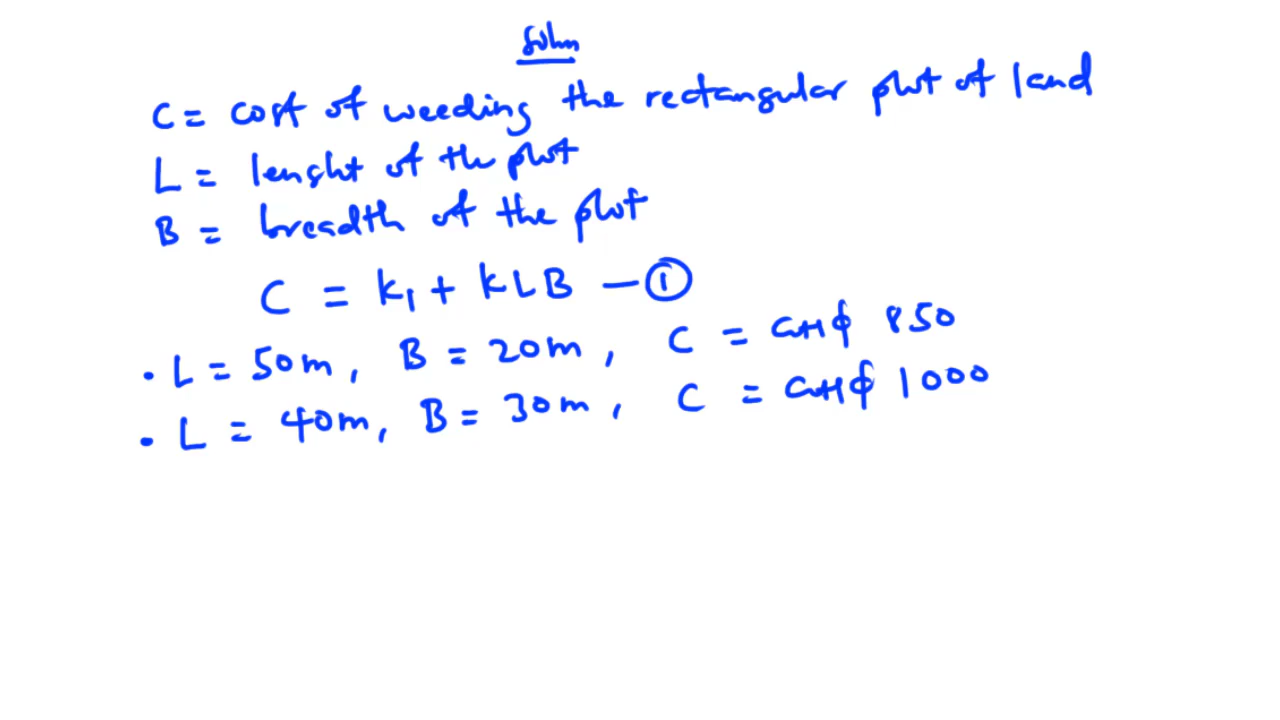 Soln
C = cost of weeding the rectangular plot of land
L = lenght of the plot
B = breadth of the plot
C = k₁ + kLB — ①
• L = 50m, B = 20m, C = GH₵ 850
• L = 40m, B = 30m, C = GH₵ 1000